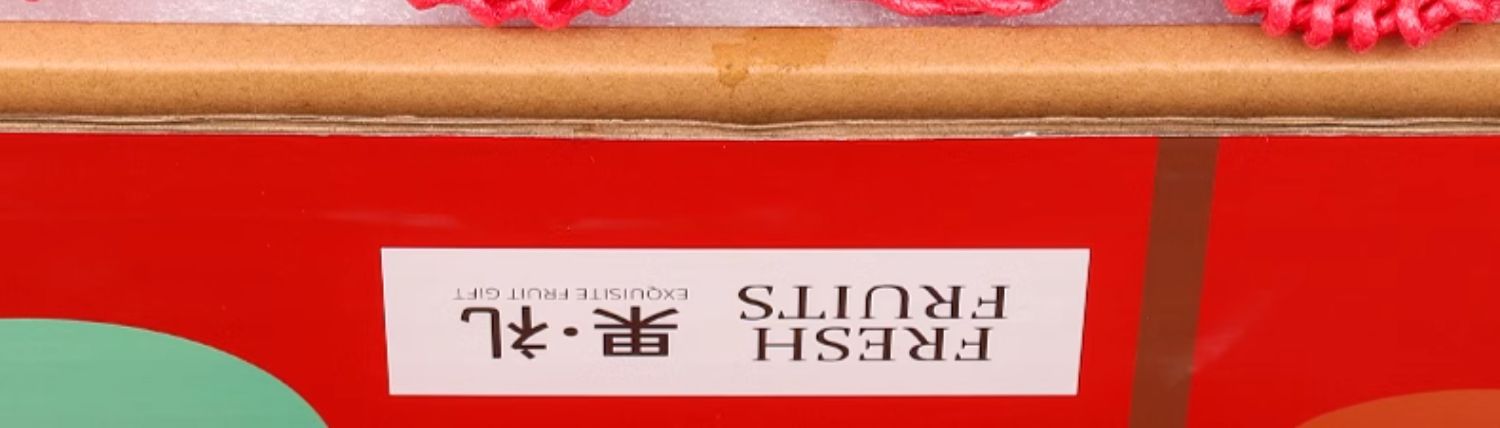 FRESH
FRUITS
果·礼
EXQUISITE FRUIT GIFT